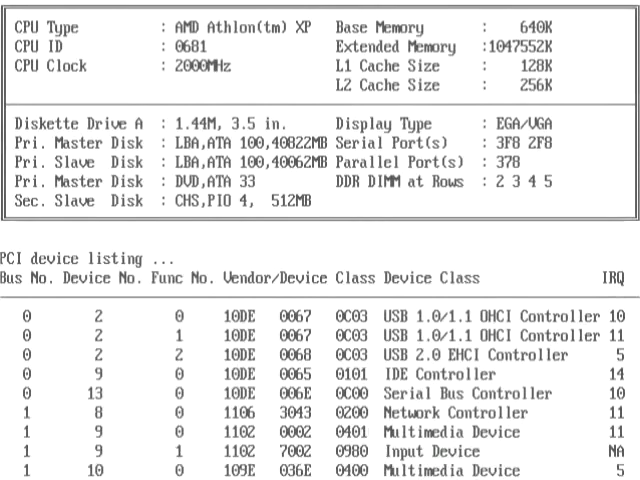 CPU Type : AMD Athlon(tm) XP Base Memory : 640K
CPU ID : 0681 Extended Memory :1047552K
CPU Clock : 2000MHz L1 Cache Size : 128K
L2 Cache Size : 256K
Diskette Drive A : 1.44M, 3.5 in. Display Type : EGA/VGA
Pri. Master Disk : LBA,ATA 100,40822MB Serial Port(s) : 3F8 2F8
Pri. Slave Disk : LBA,ATA 100,40062MB Parallel Port(s) : 378
Pri. Master Disk : DVD,ATA 33 DDR DIMM at Rows : 2 3 4 5
Sec. Slave Disk : CHS,PIO 4, 512MB
PCI device listing ...
Bus No. Device No. Func No. Vendor/Device Class Device Class IRQ
0 2 0 10DE 0067 0C03 USB 1.0/1.1 OHCI Controller 10
0 2 1 10DE 0067 0C03 USB 1.0/1.1 OHCI Controller 11
0 2 2 10DE 0068 0C03 USB 2.0 EHCI Controller 5
0 9 0 10DE 0065 0101 IDE Controller 14
0 13 0 10DE 006E 0C00 Serial Bus Controller 10
1 8 0 1106 3043 0200 Network Controller 11
1 9 0 1102 0002 0401 Multimedia Device 11
1 9 1 1102 7002 0980 Input Device NA
1 10 0 109E 036E 0400 Multimedia Device 5